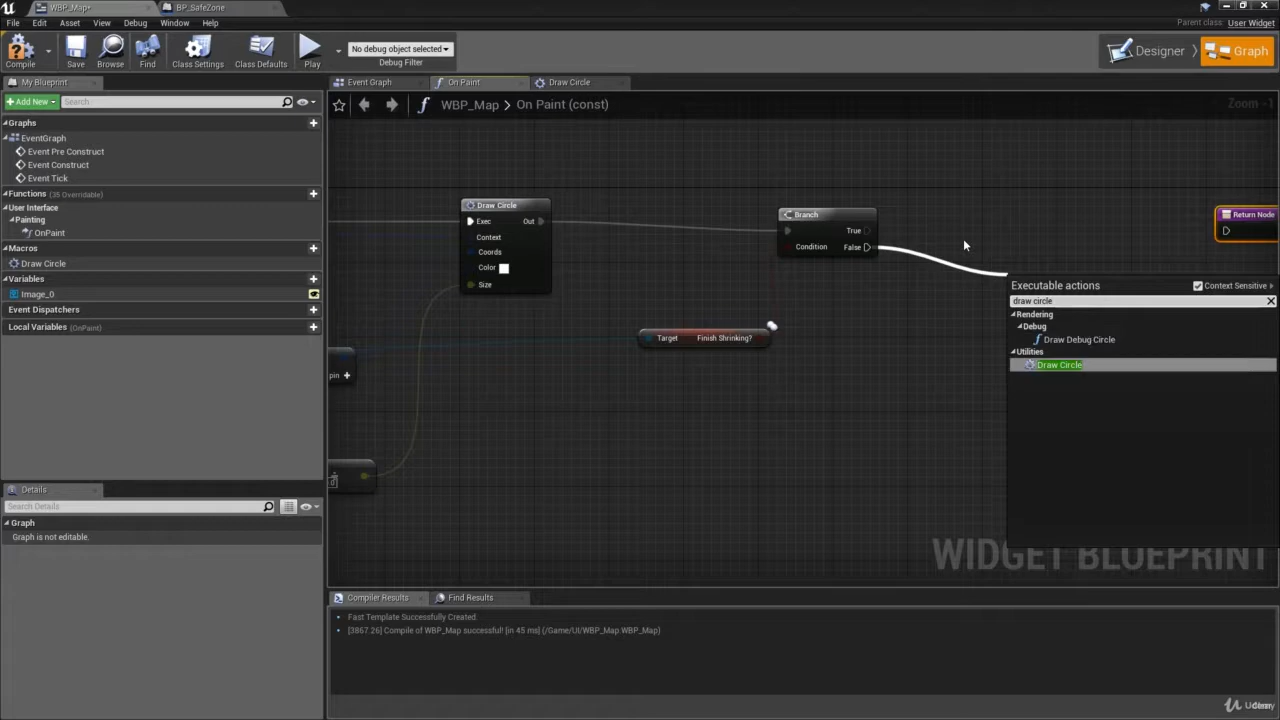 WBP_Map*
BP_SafeZone
File Edit Asset View Debug Window Help
Parent class: User Widget
Compile
Save
Browse
Find
Class Settings
Class Defaults
Play
No debug object selected
Debug Filter
Designer
Graph
My Blueprint
Event Graph
On Paint
Draw Circle
+Add New
Search
WBP_Map > On Paint (const)
Zoom -1
Graphs
EventGraph
Event Pre Construct
Event Construct
Event Tick
Functions (35 Overridable)
User Interface
Painting
OnPaint
Macros
Draw Circle
Variables
Image_0
Event Dispatchers
Local Variables (OnPaint)
Draw Circle
Exec Out
Context
Coords
Color
Size
Branch
True
Condition False
Return Node
Target Finish Shrinking?
pin +
Executable actions
Context Sensitive
draw circle
Rendering
Debug
Draw Debug Circle
Utilities
Draw Circle
Details
Search Details
Graph
Graph is not editable.
WIDGET BLUEPRINT
Compiler Results
Find Results
Fast Template Successfully Created.
[3867.26] Compile of WBP_Map successful! [in 45 ms] (/Game/UI/WBP_Map.WBP_Map)